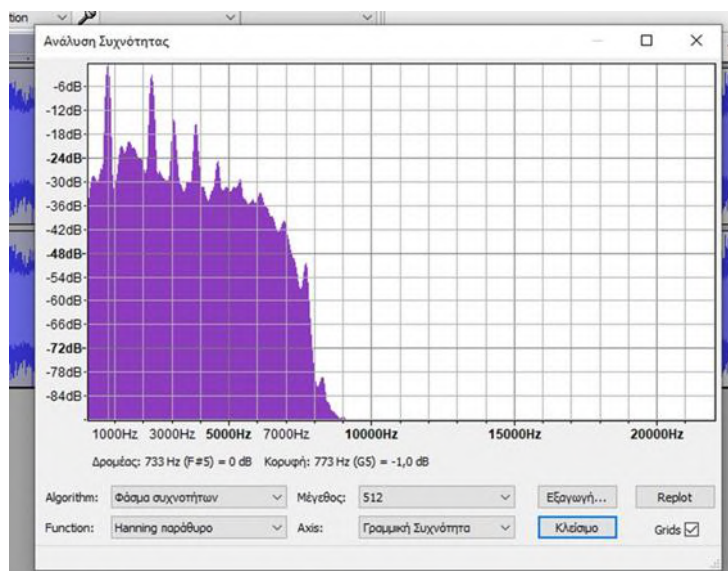 tion
Ανάλυση Συχνότητας
-6dB
-12dB
-18dB
-24dB
-30dB
-36dB
-42dB
-48dB
-54dB
-60dB
-66dB
-72dB
-78dB
-84dB
1000Hz 3000Hz 5000Hz 7000Hz 10000Hz 15000Hz 20000Hz
Δρομέας: 733 Hz (F#5) = 0 dB Κορυφή: 773 Hz (G5) = -1,0 dB
Algorithm: Φάσμα συχνοτήτων Μέγεθος: 512 Εξαγωγή... Replot
Function: Hanning παράθυρο Axis: Γραμμική Συχνότητα Κλείσιμο Grids